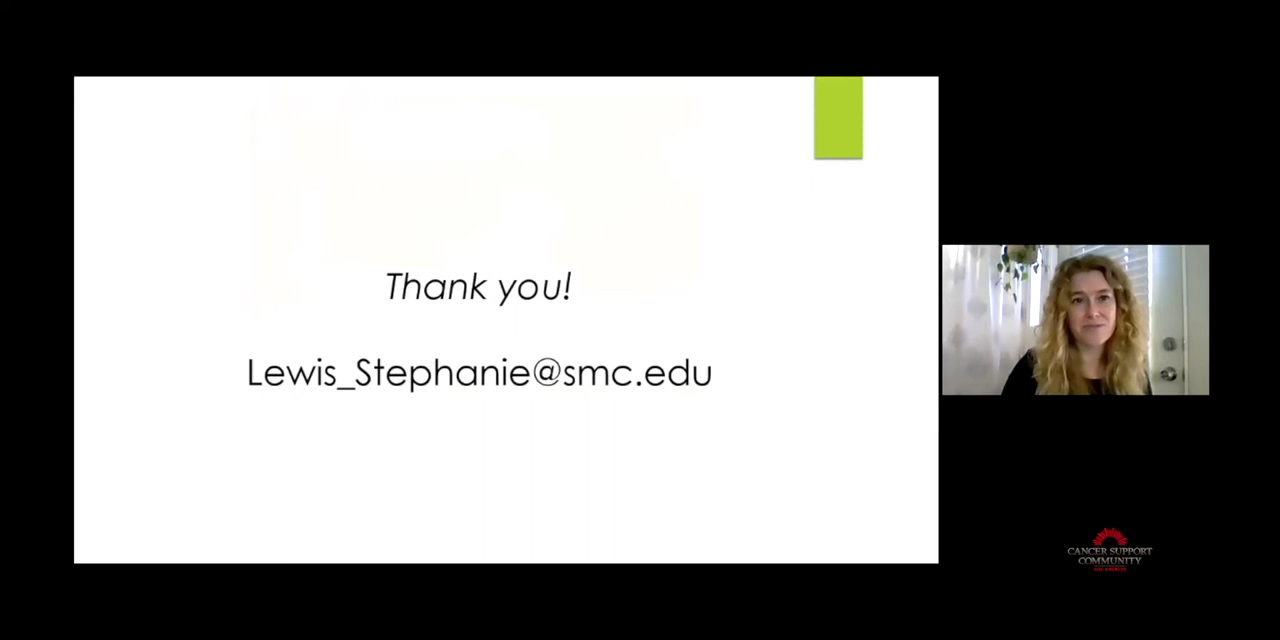 Thank you!
Lewis_Stephanie@smc.edu
CANCER SUPPORT
COMMUNITY